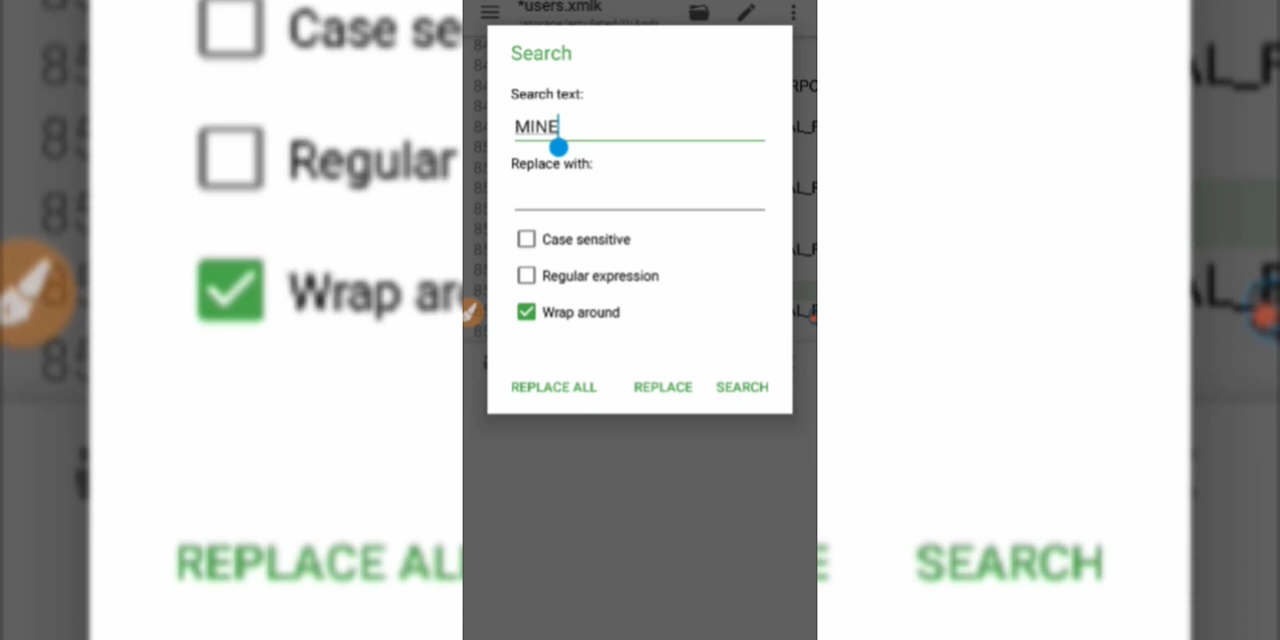 *users.xmlk
Search
Search text:
MINE
Replace with:
Case sensitive
Regular expression
Wrap around
REPLACE ALL
REPLACE
SEARCH
Case se
Regular
Wrap ar
REPLACE AL
SEARCH